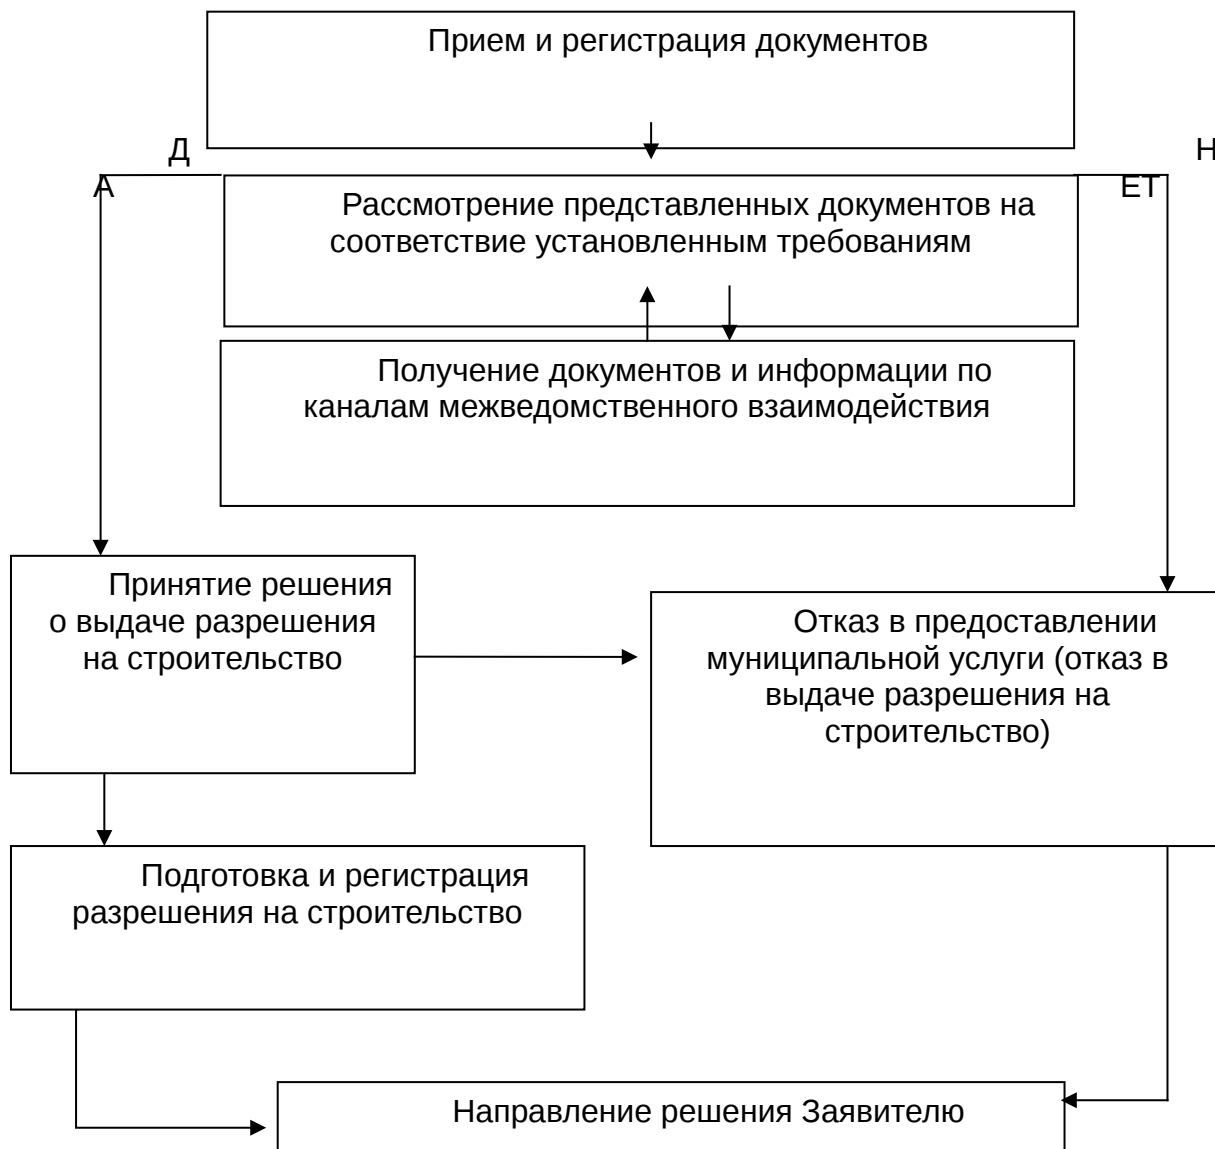 Прием и регистрация документов
Д
А
Н
ЕТ
Рассмотрение представленных документов на
соответствие установленным требованиям
Получение документов и информации по
каналам межведомственного взаимодействия
Принятие решения
о выдаче разрешения
на строительство
Отказ в предоставлении
муниципальной услуги (отказ в
выдаче разрешения на
строительство)
Подготовка и регистрация
разрешения на строительство
Направление решения Заявителю